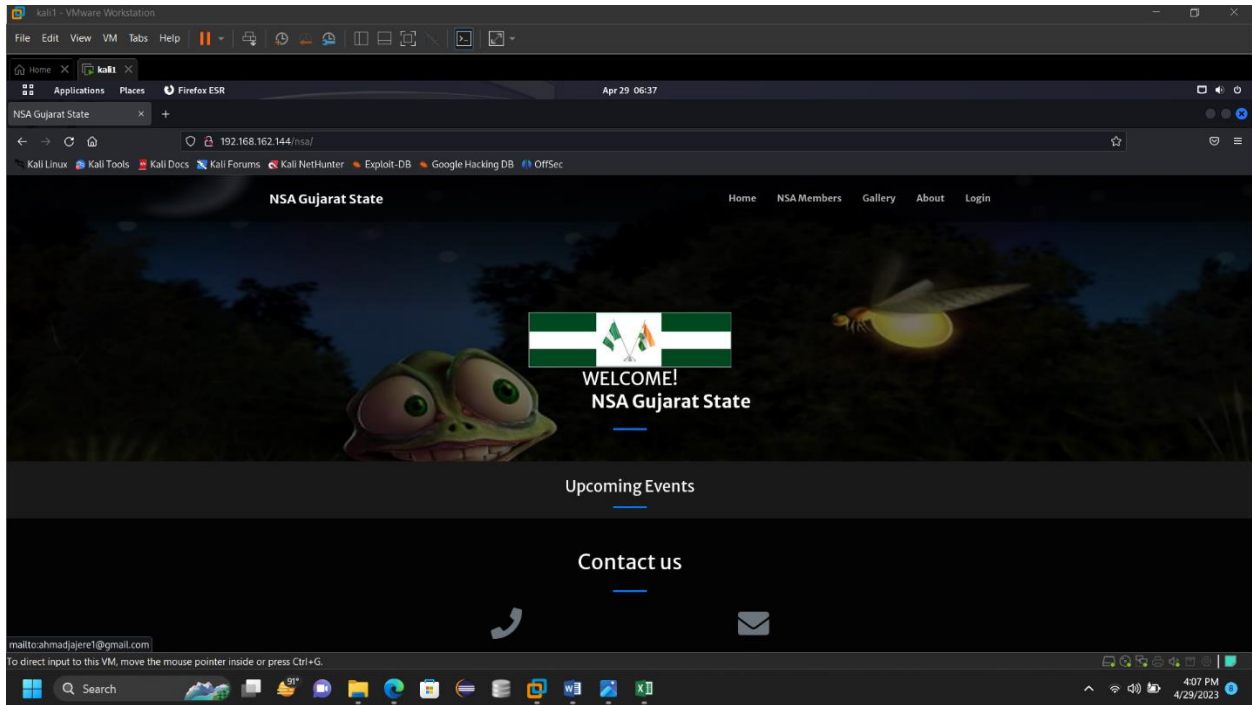 kali1 - VMware Workstation
File Edit View VM Tabs Help
Home kali1
Applications Places Firefox ESR Apr 29 06:37
NSA Gujarat State
192.168.162.144/nsa/
Kali Linux Kali Tools Kali Docs Kali Forums Kali NetHunter Exploit-DB Google Hacking DB OffSec
NSA Gujarat State Home NSA Members Gallery About Login
WELCOME!
NSA Gujarat State
Upcoming Events
Contact us
mailto:ahmadjajere1@gmail.com
To direct input to this VM, move the mouse pointer inside or press Ctrl+G.
Search 91° 4:07 PM
4/29/2023 8